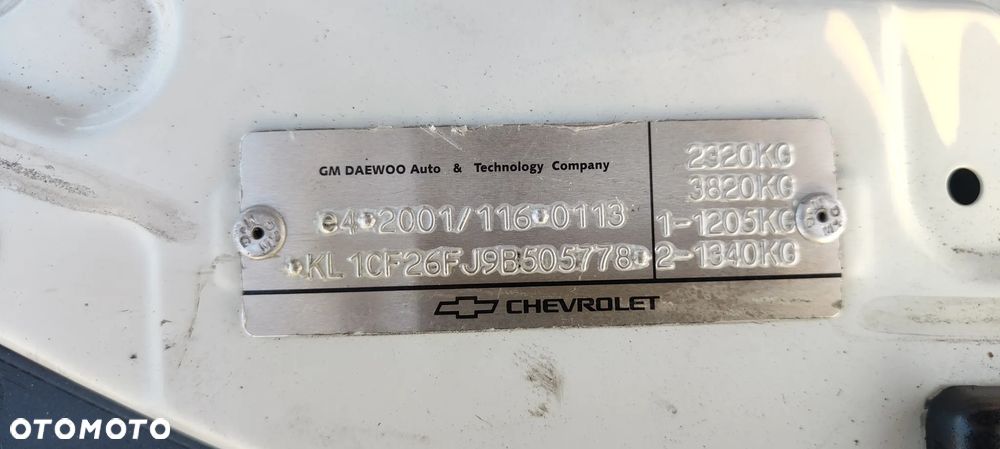 GM DAEWOO Auto & Technology Company
e4*2001/116*0113
*KL1CF26FJ9B505778*
2320KG
3820KG
1-1205KG
2-1340KG
CHEVROLET
OTOMOTO